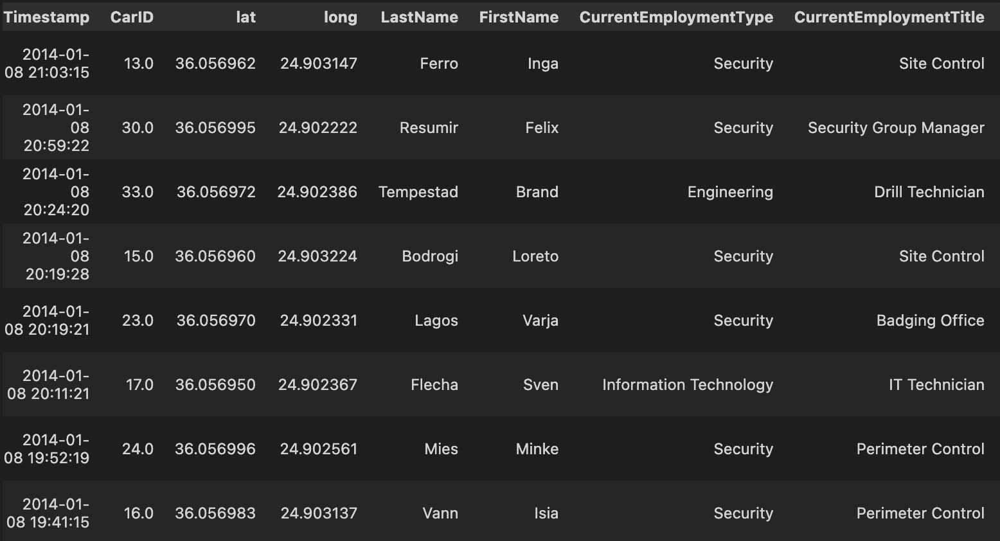 Timestamp CarID lat long LastName FirstName CurrentEmploymentType CurrentEmploymentTitle
2014-01-
08 21:03:15 13.0 36.056962 24.903147 Ferro Inga Security Site Control
2014-01-
08 30.0 36.056995 24.902222 Resumir Felix Security Security Group Manager
20:59:22
2014-01-
08 33.0 36.056972 24.902386 Tempestad Brand Engineering Drill Technician
20:24:20
2014-01-
08 15.0 36.056960 24.903224 Bodrogi Loreto Security Site Control
20:19:28
2014-01-
08 20:19:21 23.0 36.056970 24.902331 Lagos Varja Security Badging Office
2014-01-
08 20:11:21 17.0 36.056950 24.902367 Flecha Sven Information Technology IT Technician
2014-01-
08 19:52:19 24.0 36.056996 24.902561 Mies Minke Security Perimeter Control
2014-01-
08 19:41:15 16.0 36.056983 24.903137 Vann Isia Security Perimeter Control